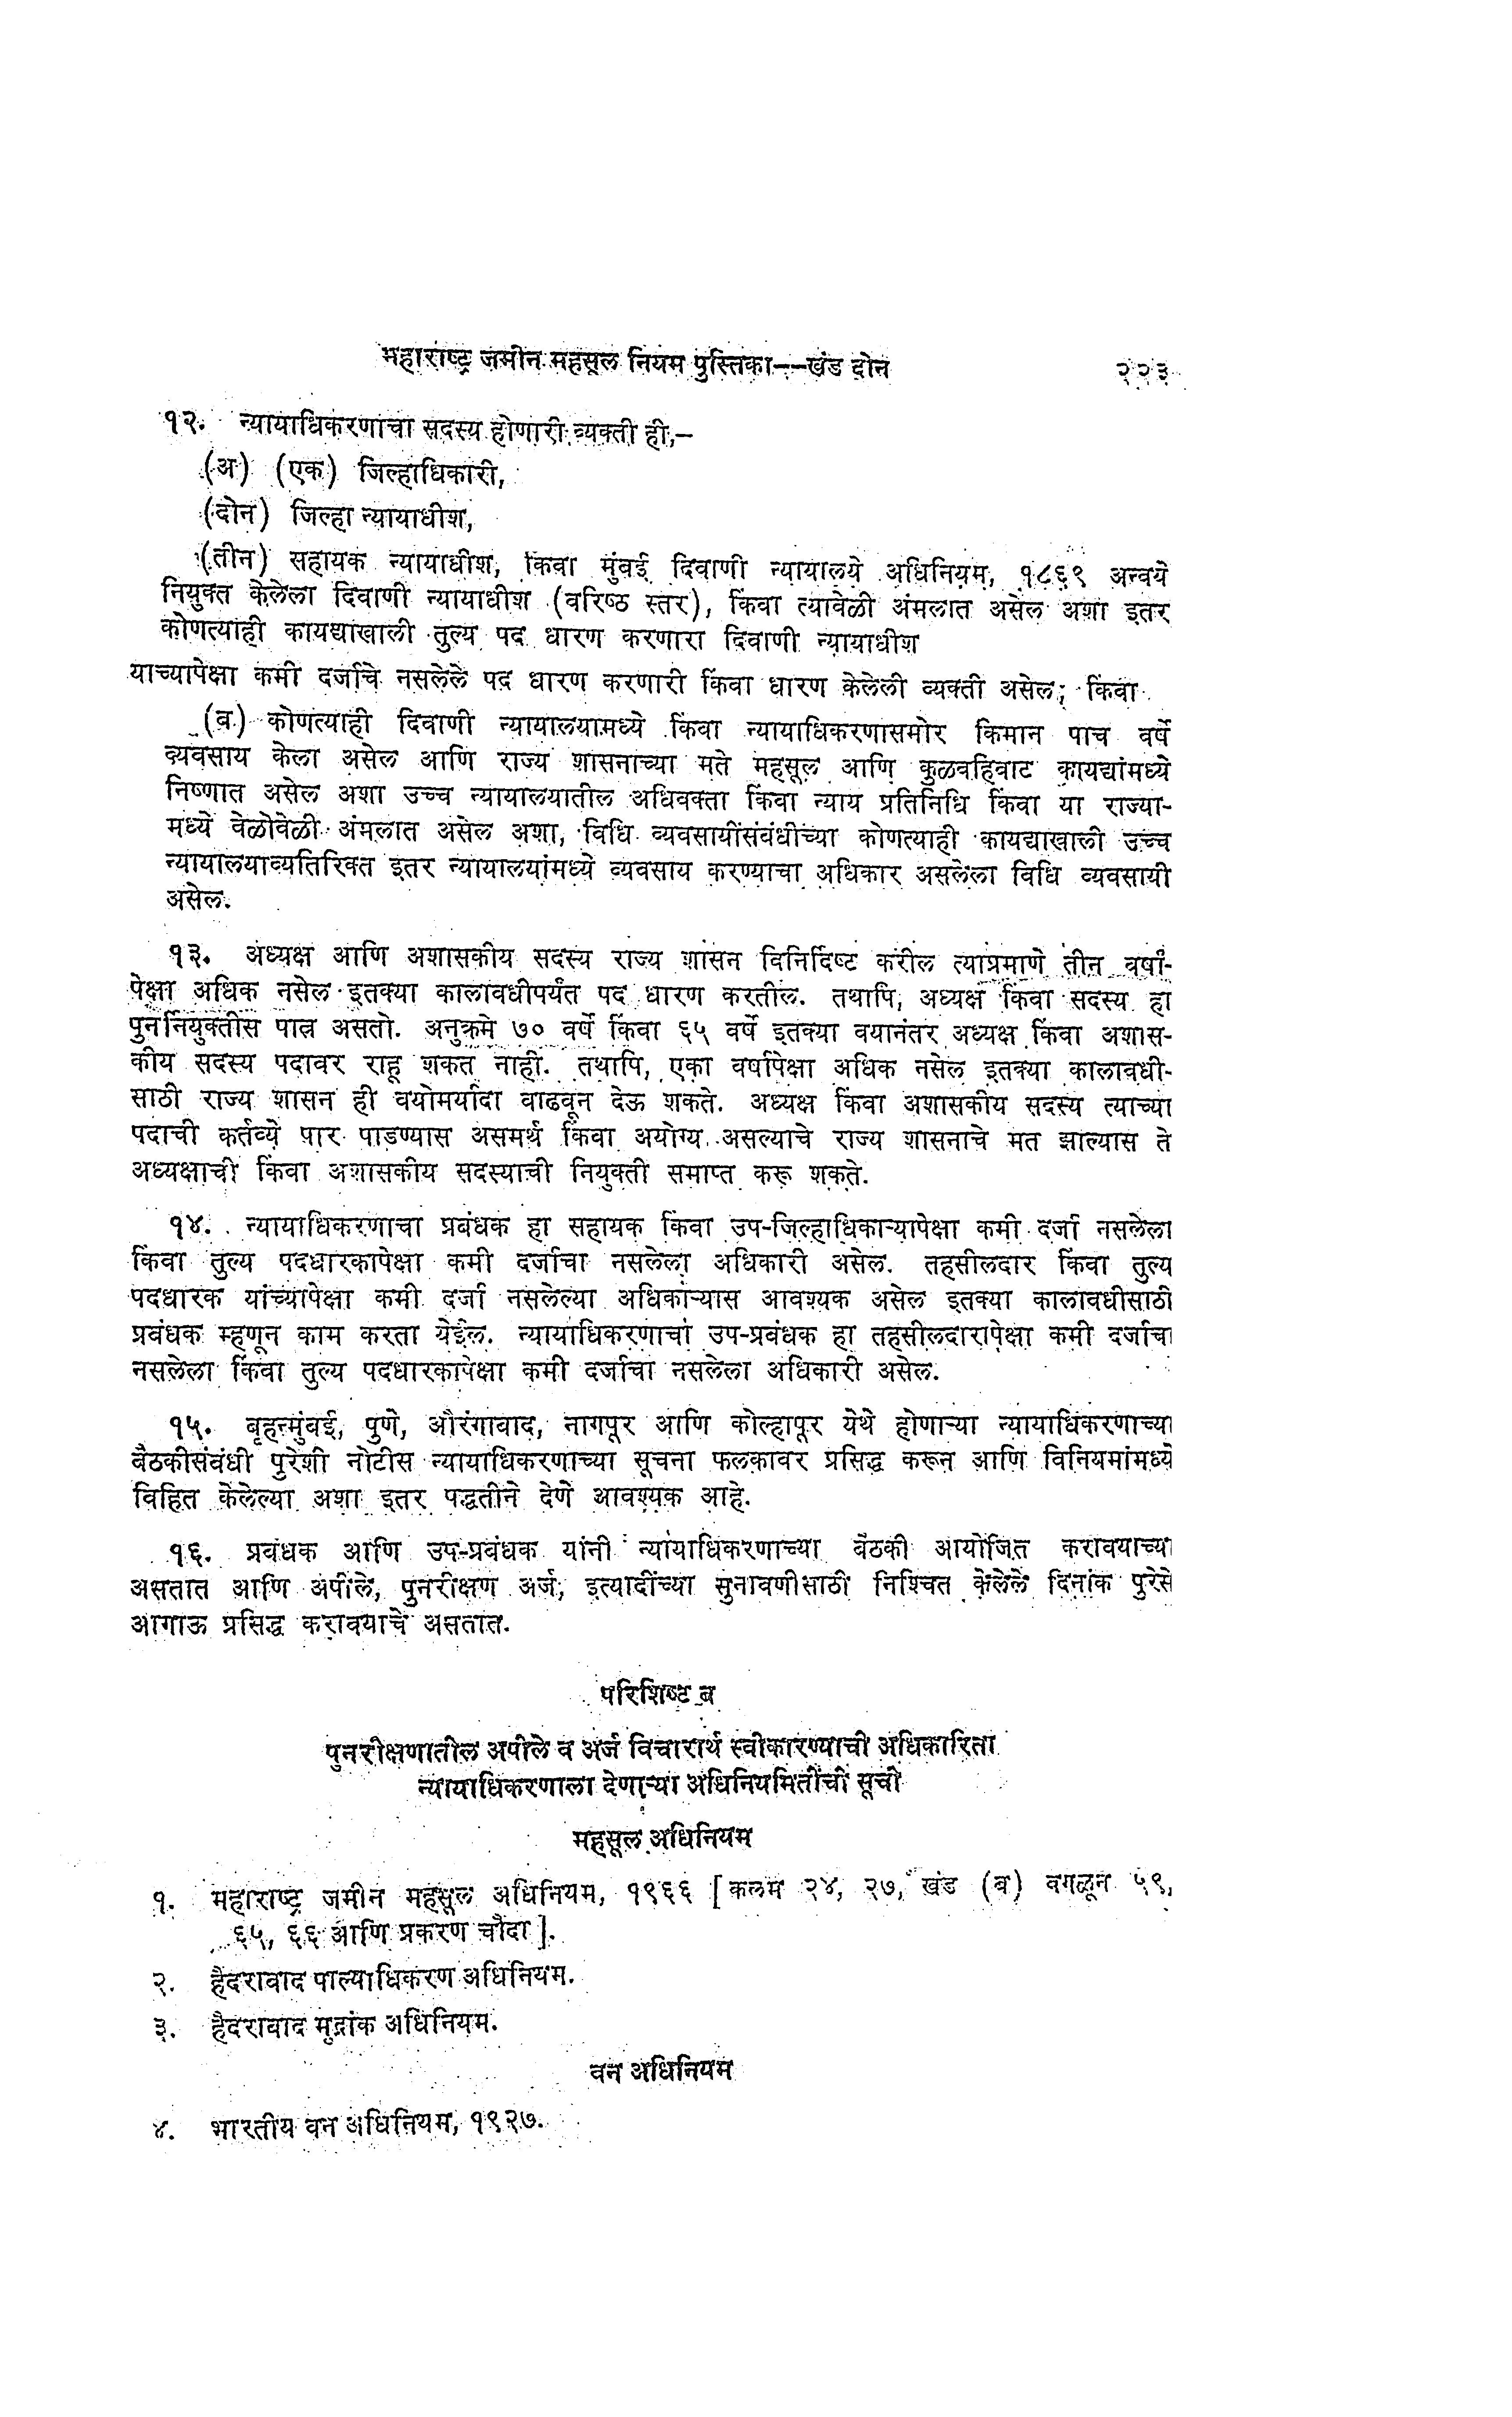 महाराष्ट्र जमीन महसूल नियम पुस्तिका--खंड दोन २२३
१२. न्यायाधिकरणाचा सदस्य होणारी व्यक्ती ही,–
(अ) (एक) जिल्हाधिकारी,
(दोन) जिल्हा न्यायाधीश,
(तीन) सहायक न्यायाधीश, किंवा मुंबई दिवाणी न्यायालये अधिनियम, १८६९ अन्वये
नियुक्त केलेला दिवाणी न्यायाधीश (वरिष्ठ स्तर), किंवा त्यावेळी अंमलात असेल अशा इतर
कोणत्याही कायद्याखाली तुल्य पद धारण करणारा दिवाणी न्यायाधीश
याच्यापेक्षा कमी दर्जाचे नसलेले पद धारण करणारी किंवा धारण केलेली व्यक्ती असेल; किंवा
(ब) कोणत्याही दिवाणी न्यायालयामध्ये किंवा न्यायाधिकरणासमोर किमान पाच वर्षे
व्यवसाय केला असेल आणि राज्य शासनाच्या मते महसूल आणि कुळवहिवाट कायद्यांमध्ये
निष्णात असेल अशा उच्च न्यायालयातील अधिवक्ता किंवा न्याय प्रतिनिधि किंवा या राज्या-
मध्ये वेळोवेळी अंमलात असेल अशा, विधि व्यवसायींसंबंधीच्या कोणत्याही कायद्याखाली उच्च
न्यायालयाव्यतिरिक्त इतर न्यायालयांमध्ये व्यवसाय करण्याचा अधिकार असलेला विधि व्यवसायी
असेल.
१३. अध्यक्ष आणि अशासकीय सदस्य राज्य शासन विनिर्दिष्ट करील त्याप्रमाणे तीन वर्षां-
पेक्षा अधिक नसेल इतक्या कालावधीपर्यंत पद धारण करतील. तथापि, अध्यक्ष किंवा सदस्य हा
पुनर्नियुक्तीस पात्र असतो. अनुक्रमे ७० वर्षे किंवा ६५ वर्षे इतक्या वयानंतर अध्यक्ष किंवा अशास-
कीय सदस्य पदावर राहू शकत नाही. तथापि, एका वर्षापेक्षा अधिक नसेल इतक्या कालावधी-
साठी राज्य शासन ही वयोमर्यादा वाढवून देऊ शकते. अध्यक्ष किंवा अशासकीय सदस्य त्याच्या
पदाची कर्तव्ये पार पाडण्यास असमर्थ किंवा अयोग्य असल्याचे राज्य शासनाचे मत झाल्यास ते
अध्यक्षाची किंवा अशासकीय सदस्याची नियुक्ती समाप्त करू शकते.
१४. न्यायाधिकरणाचा प्रबंधक हा सहायक किंवा उप-जिल्हाधिकाऱ्यापेक्षा कमी दर्जा नसलेला
किंवा तुल्य पदधारकापेक्षा कमी दर्जाचा नसलेला अधिकारी असेल. तहसीलदार किंवा तुल्य
पदधारक यांच्यापेक्षा कमी दर्जा नसलेल्या अधिकाऱ्यास आवश्यक असेल इतक्या कालावधीसाठी
प्रबंधक म्हणून काम करता येईल. न्यायाधिकरणाचा उप-प्रबंधक हा तहसीलदारापेक्षा कमी दर्जाचा
नसलेला किंवा तुल्य पदधारकापेक्षा कमी दर्जाचा नसलेला अधिकारी असेल.
१५. बृहन्मुंबई, पुणे, औरंगाबाद, नागपूर आणि कोल्हापूर येथे होणाऱ्या न्यायाधिकरणाच्या
बैठकीसंबंधी पुरेशी नोटीस न्यायाधिकरणाच्या सूचना फलकावर प्रसिद्ध करून आणि विनियमांमध्ये
विहित केलेल्या अशा इतर पद्धतीने देणे आवश्यक आहे.
१६. प्रबंधक आणि उप-प्रबंधक यांनी न्यायाधिकरणाच्या बैठकी आयोजित करावयाच्या
असतात आणि अपीले, पुनरीक्षण अर्ज, इत्यादींच्या सुनावणीसाठी निश्चित केलेले दिनांक पुरेसे
आगाऊ प्रसिद्ध करावयाचे असतात.
परिशिष्ट ब
पुनरीक्षणातील अपीले व अर्ज विचारार्थ स्वीकारण्याची अधिकारिता
न्यायाधिकरणाला देणाऱ्या अधिनियमितींची सूची
महसूल अधिनियम
१. महाराष्ट्र जमीन महसूल अधिनियम, १९६६ [कलम २४, २७, खंड (ब) वगळून ५९,
६५, ६६ आणि प्रकरण चौदा].
२. हैदराबाद पाल्याधिकरण अधिनियम.
३. हैदराबाद मुद्रांक अधिनियम.
वन अधिनियम
४. भारतीय वन अधिनियम, १९२७.